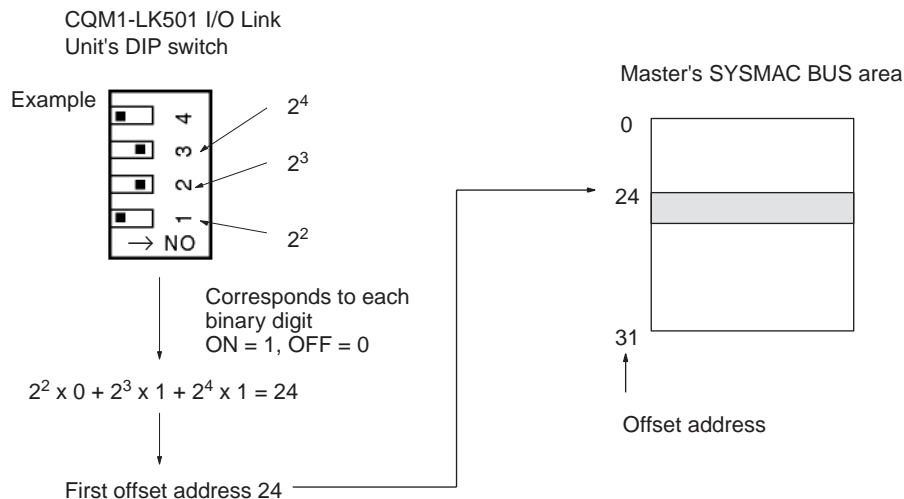 CQM1-LK501 I/O Link
Unit's DIP switch
Example
4
3
2
1
→ NO
2⁴
2³
2²
Corresponds to each
binary digit
ON = 1, OFF = 0
2² x 0 + 2³ x 1 + 2⁴ x 1 = 24
First offset address 24
Master's SYSMAC BUS area
0
24
31
Offset address